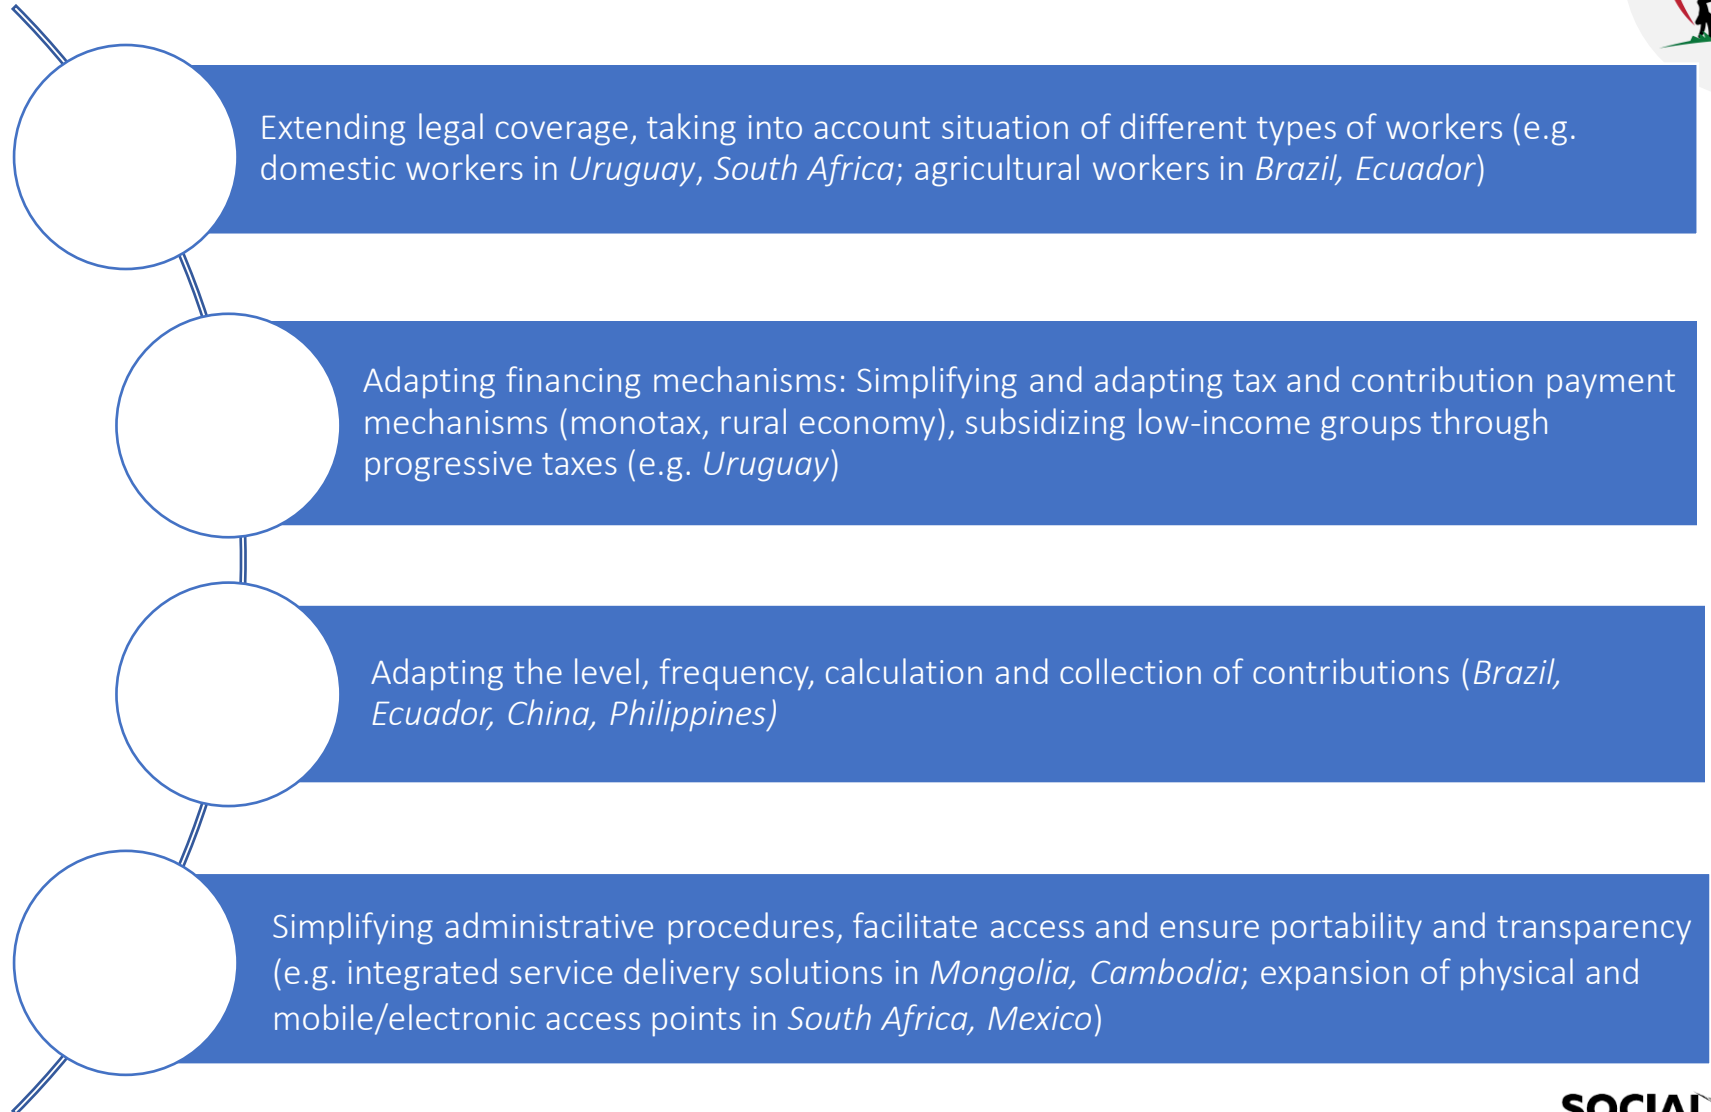 Extending legal coverage, taking into account situation of different types of workers (e.g.
domestic workers in Uruguay, South Africa; agricultural workers in Brazil, Ecuador)
Adapting financing mechanisms: Simplifying and adapting tax and contribution payment
mechanisms (monotax, rural economy), subsidizing low-income groups through
progressive taxes (e.g. Uruguay)
Adapting the level, frequency, calculation and collection of contributions (Brazil,
Ecuador, China, Philippines)
Simplifying administrative procedures, facilitate access and ensure portability and transparency
(e.g. integrated service delivery solutions in Mongolia, Cambodia; expansion of physical and
mobile/electronic access points in South Africa, Mexico)
SOCIAL